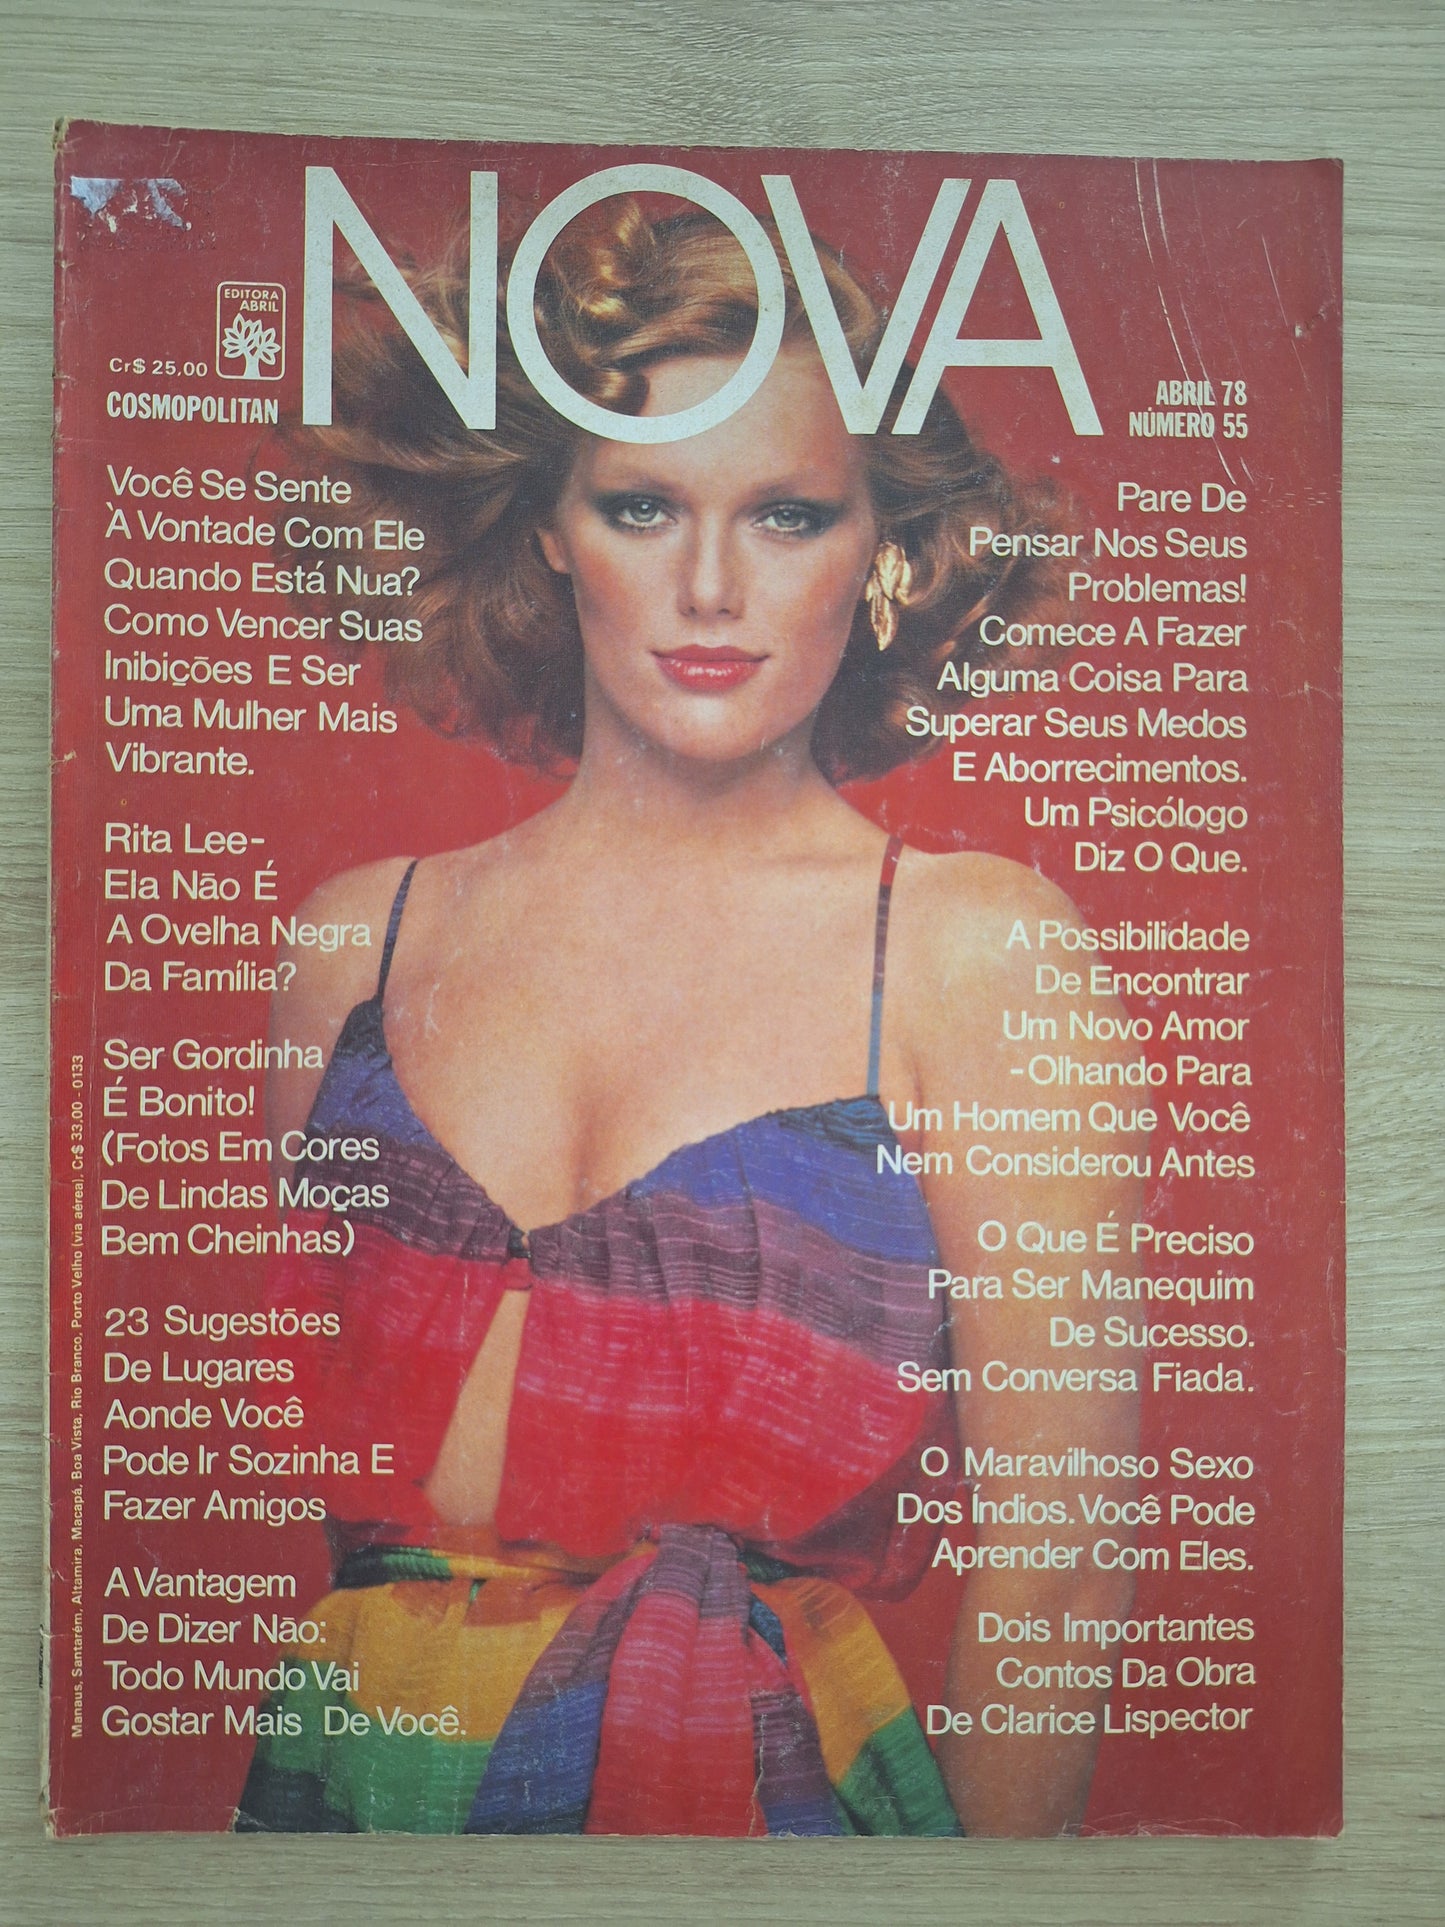 NOVA
EDITORA
ABRIL
Cr$ 25,00
COSMOPOLITAN
ABRIL 78
NÚMERO 55
Você Se Sente
À Vontade Com Ele
Quando Está Nua?
Como Vencer Suas
Inibições E Ser
Uma Mulher Mais
Vibrante.
Rita Lee-
Ela Não É
A Ovelha Negra
Da Família?
Ser Gordinha
É Bonito!
(Fotos Em Cores
De Lindas Moças
Bem Cheinhas)
23 Sugestões
De Lugares
Aonde Você
Pode Ir Sozinha E
Fazer Amigos
A Vantagem
De Dizer Não:
Todo Mundo Vai
Gostar Mais De Você.
Pare De
Pensar Nos Seus
Problemas!
Comece A Fazer
Alguma Coisa Para
Superar Seus Medos
E Aborrecimentos.
Um Psicólogo
Diz O Que.
A Possibilidade
De Encontrar
Um Novo Amor
-Olhando Para
Um Homem Que Você
Nem Considerou Antes
O Que É Preciso
Para Ser Manequim
De Sucesso.
Sem Conversa Fiada.
O Maravilhoso Sexo
Dos Índios. Você Pode
Aprender Com Eles.
Dois Importantes
Contos Da Obra
De Clarice Lispector
Manaus, Santarém, Altamira, Macapá, Boa Vista, Rio Branco, Porto Velho (via aérea), Cr$ 33,00 - 0133